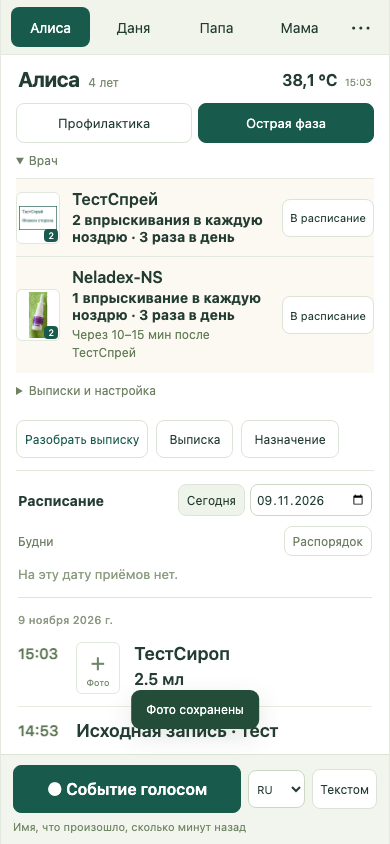 Алиса Даня Папа Мама ...
Алиса 4 лет 38,1 °C 15:03
Профилактика Острая фаза
▼ Врач
ТестСпрей
2 впрыскивания в каждую
ноздрю · 3 раза в день
В расписание
2
Neladex-NS
1 впрыскивание в каждую
ноздрю · 3 раза в день
Через 10–15 мин после
ТестСпрей
В расписание
2
▶ Выписки и настройка
Разобрать выписку Выписка Назначение
Расписание Сегодня 09.11.2026
Будни Распорядок
На эту дату приёмов нет.
9 ноября 2026 г.
15:03 + Фото ТестСироп
2.5 мл
Фото сохранены
14:53 Исходная запись · тест
Событие голосом RU Текстом
Имя, что произошло, сколько минут назад